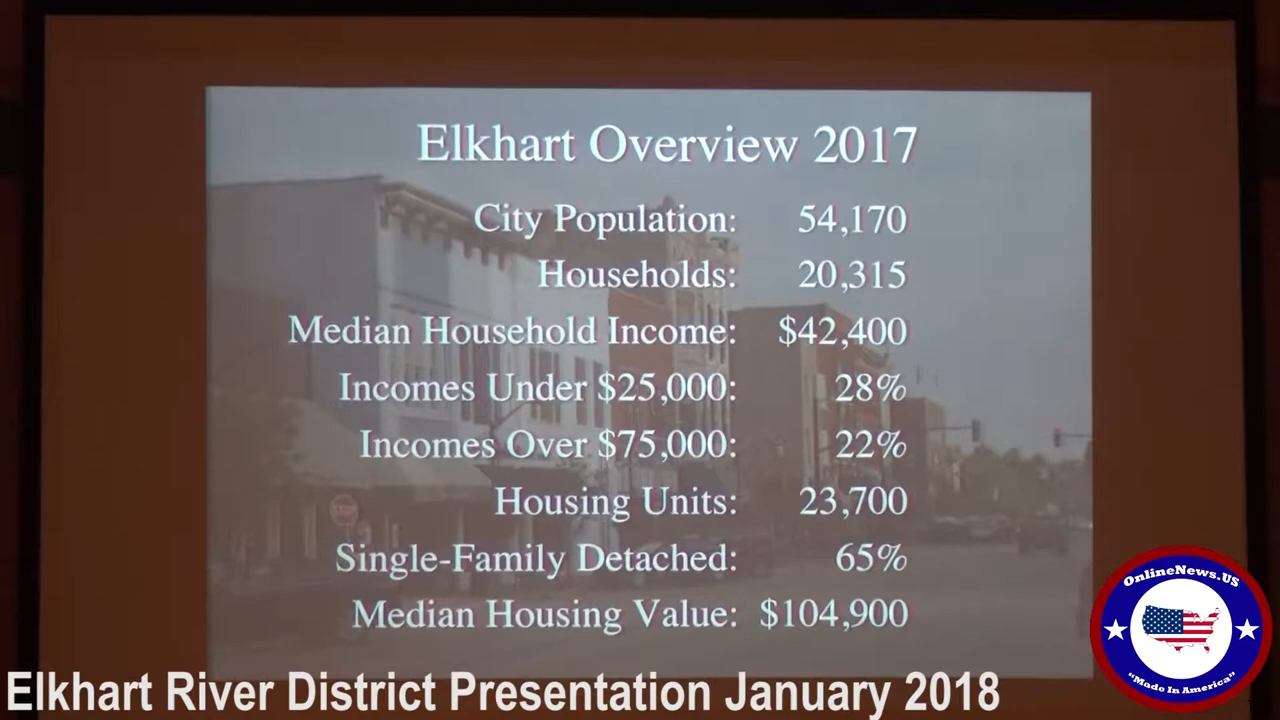 Elkhart Overview 2017
City Population: 54,170
Households: 20,315
Median Household Income: $42,400
Incomes Under $25,000: 28%
Incomes Over $75,000: 22%
Housing Units: 23,700
Single-Family Detached: 65%
Median Housing Value: $104,900
STOP
OnlineNews.US
"Made In America"
Elkhart River District Presentation January 2018